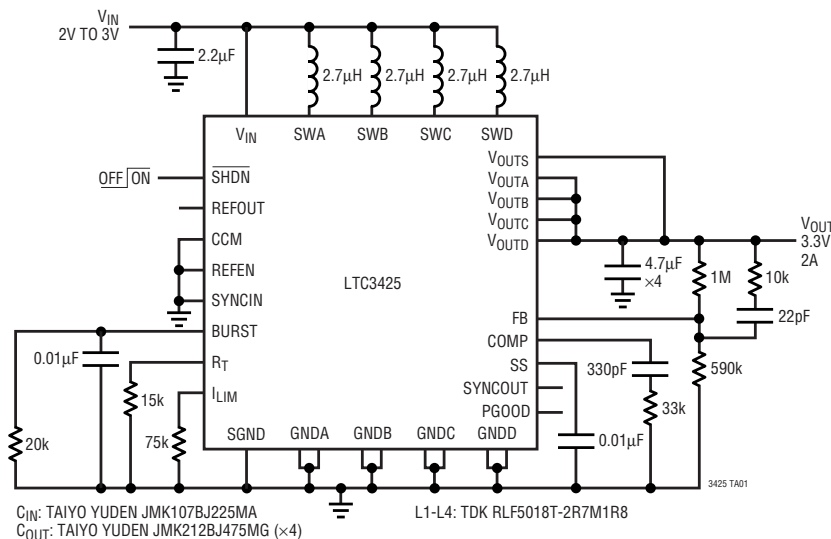 VIN
2V TO 3V
2.2µF
2.7µH
2.7µH
2.7µH
2.7µH
VIN
SWA
SWB
SWC
SWD
OFF ON
SHDN
REFOUT
CCM
REFEN
SYNCIN
BURST
RT
ILIM
SGND
GNDA
GNDB
GNDC
GNDD
LTC3425
VOUTS
VOUTA
VOUTB
VOUTC
VOUTD
FB
COMP
SS
SYNCOUT
PGOOD
VOUT
3.3V
2A
4.7µF
×4
1M
10k
22pF
590k
330pF
33k
0.01µF
0.01µF
15k
75k
20k
3425 TA01
CIN: TAIYO YUDEN JMK107BJ225MA
COUT: TAIYO YUDEN JMK212BJ475MG (×4)
L1-L4: TDK RLF5018T-2R7M1R8